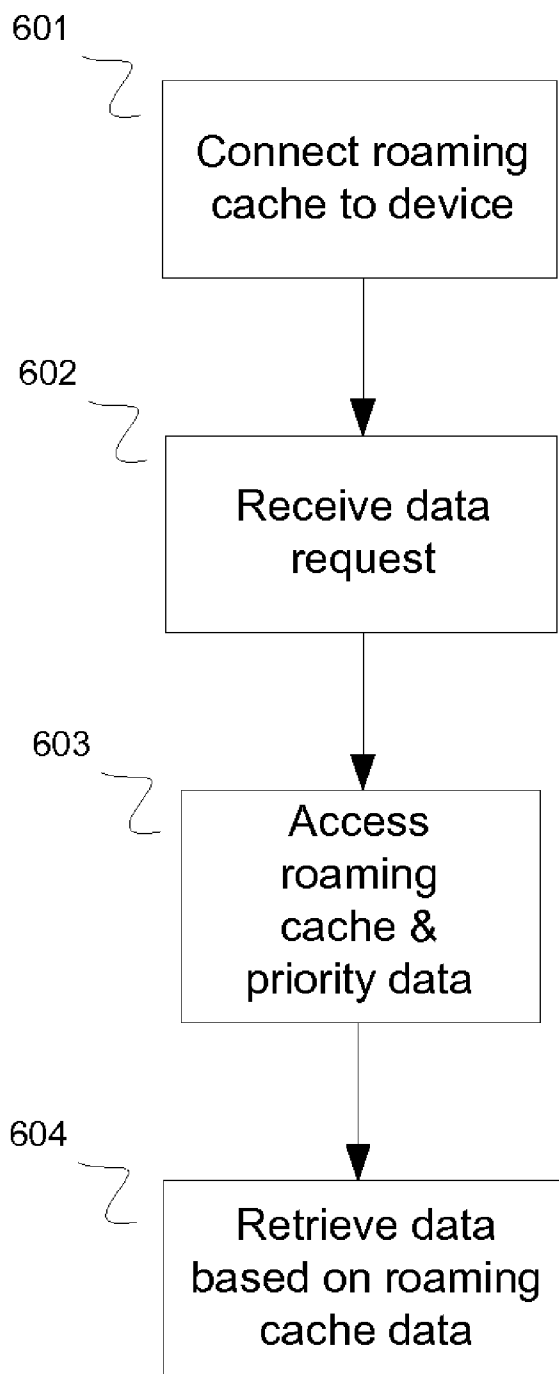 601
Connect roaming
cache to device
602
Receive data
request
603
Access
roaming
cache &
priority data
604
Retrieve data
based on roaming
cache data